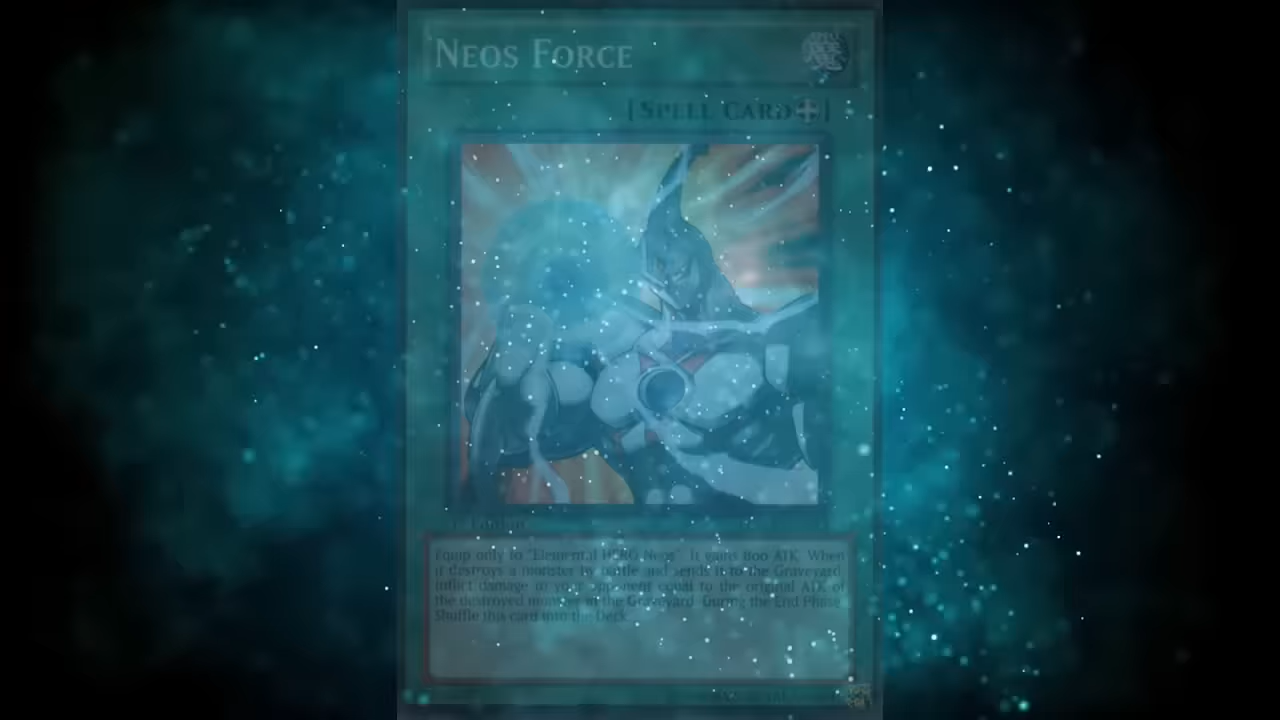 NEOS FORCE
魔
[SPELL CARD]
Equip only to "Elemental HERO Neos". It gains 800 ATK. When
it destroys a monster by battle and sends it to the Graveyard,
inflict damage to your opponent equal to the original ATK of
the destroyed monster in the Graveyard. During the End Phase:
Shuffle this card into the Deck.